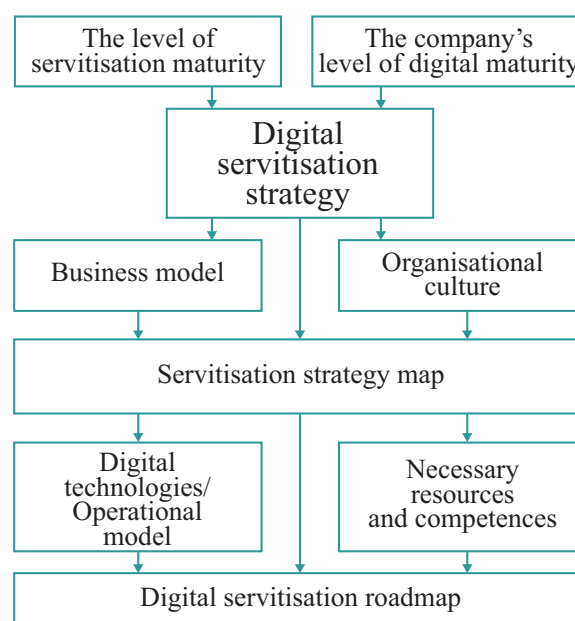 The level of
servitisation maturity
The company's
level of digital maturity
Digital
servitisation
strategy
Business model
Organisational
culture
Servitisation strategy map
Digital
technologies/
Operational
model
Necessary
resources
and competences
Digital servitisation roadmap